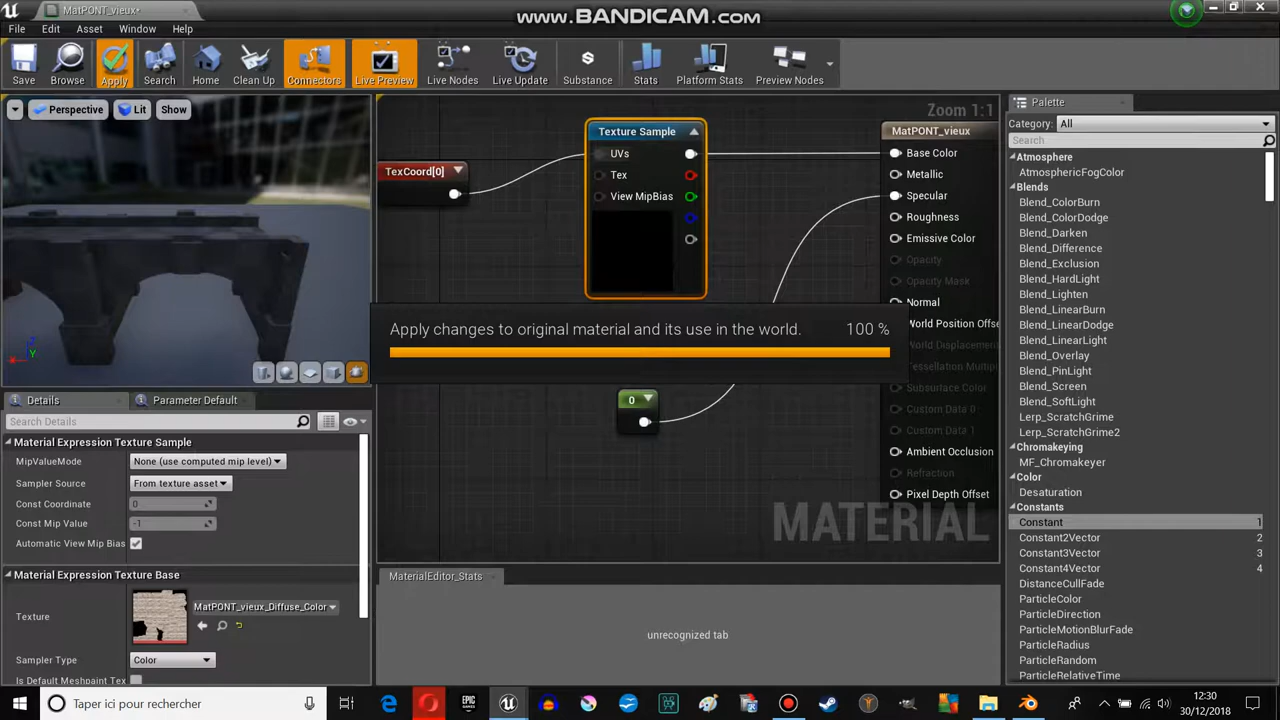 MatPONT_vieux*
www.BANDICAM.com
File Edit Asset Window Help
Save Browse Apply Search Home Clean Up Connectors Live Preview Live Nodes Live Update Substance Stats Platform Stats Preview Nodes
Perspective Lit Show
Zoom 1:1
TexCoord[0]
Texture Sample
UVs
Tex
View MipBias
MatPONT_vieux
Base Color
Metallic
Specular
Roughness
Emissive Color
Opacity
Opacity Mask
Normal
World Position Offse
World Displacemen
Tessellation Multip
Subsurface Color
Custom Data 0
Custom Data 1
Ambient Occlusion
Refraction
Pixel Depth Offset
Apply changes to original material and its use in the world. 100 %
0
MATERIAL
Z
Y
Details Parameter Default
Search Details
Material Expression Texture Sample
MipValueMode None (use computed mip level)
Sampler Source From texture asset
Const Coordinate 0
Const Mip Value -1
Automatic View Mip Bias
Material Expression Texture Base
Texture MatPONT_vieux_Diffuse_Color
Sampler Type Color
Is Default Meshpaint Tex
MaterialEditor_Stats
unrecognized tab
Palette
Category: All
Search
Atmosphere
AtmosphericFogColor
Blends
Blend_ColorBurn
Blend_ColorDodge
Blend_Darken
Blend_Difference
Blend_Exclusion
Blend_HardLight
Blend_Lighten
Blend_LinearBurn
Blend_LinearDodge
Blend_LinearLight
Blend_Overlay
Blend_PinLight
Blend_Screen
Blend_SoftLight
Lerp_ScratchGrime
Lerp_ScratchGrime2
Chromakeying
MF_Chromakeyer
Color
Desaturation
Constants
Constant 1
Constant2Vector 2
Constant3Vector 3
Constant4Vector 4
DistanceCullFade
ParticleColor
ParticleDirection
ParticleMotionBlurFade
ParticleRadius
ParticleRandom
ParticleRelativeTime
Taper ici pour rechercher
EPIC GAMES
12:30
30/12/2018